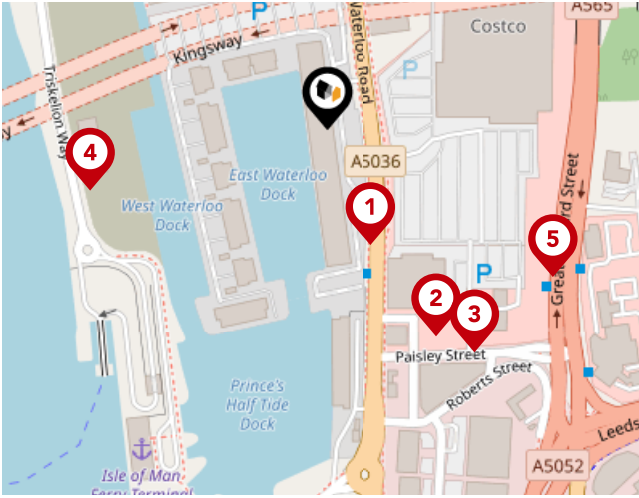 P
A565
Waterloo Road
Costco
Kingsway
P
Triskelion Way
y
4
A5036
East Waterloo
Dock
West Waterloo
Dock
1
5
P
2
3
Paisley Street
Roberts Street
Prince's
Half Tide
Dock
Leeds
A5052
Isle of Man
Ferry Terminal